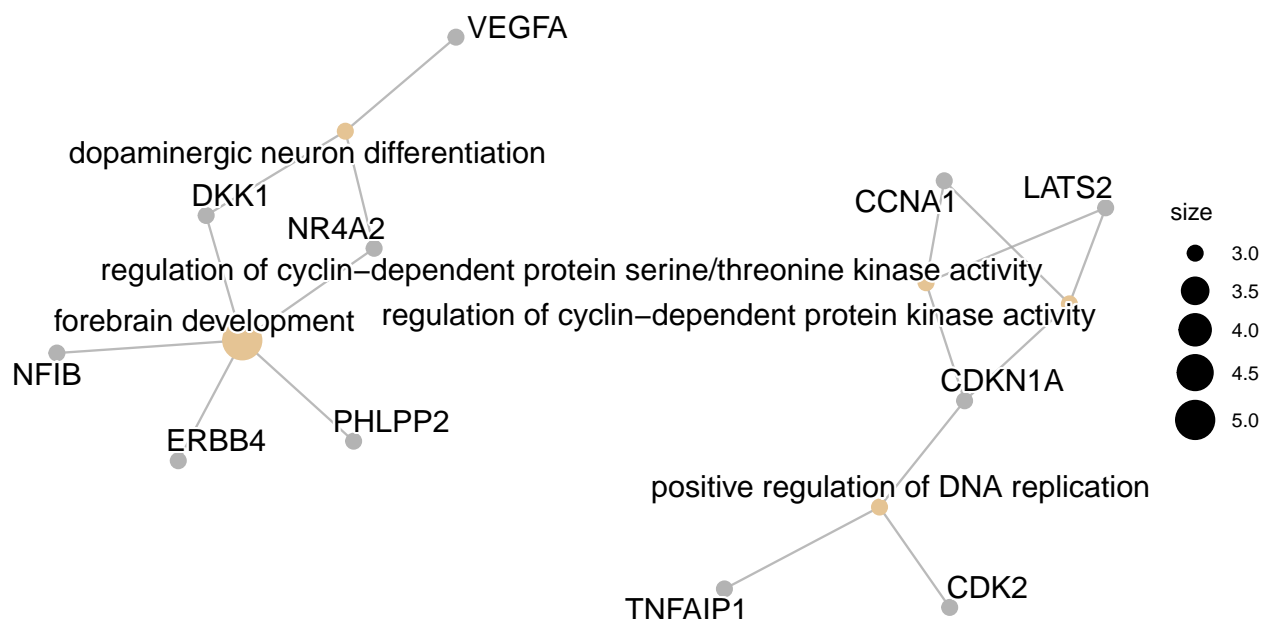 VEGFA
dopaminergic neuron differentiation
DKK1
NR4A2
CCNA1
LATS2
regulation of cyclin−dependent protein serine/threonine kinase activity
forebrain development
regulation of cyclin−dependent protein kinase activity
NFIB
CDKN1A
ERBB4
PHLPP2
positive regulation of DNA replication
TNFAIP1
CDK2
size
3.0
3.5
4.0
4.5
5.0